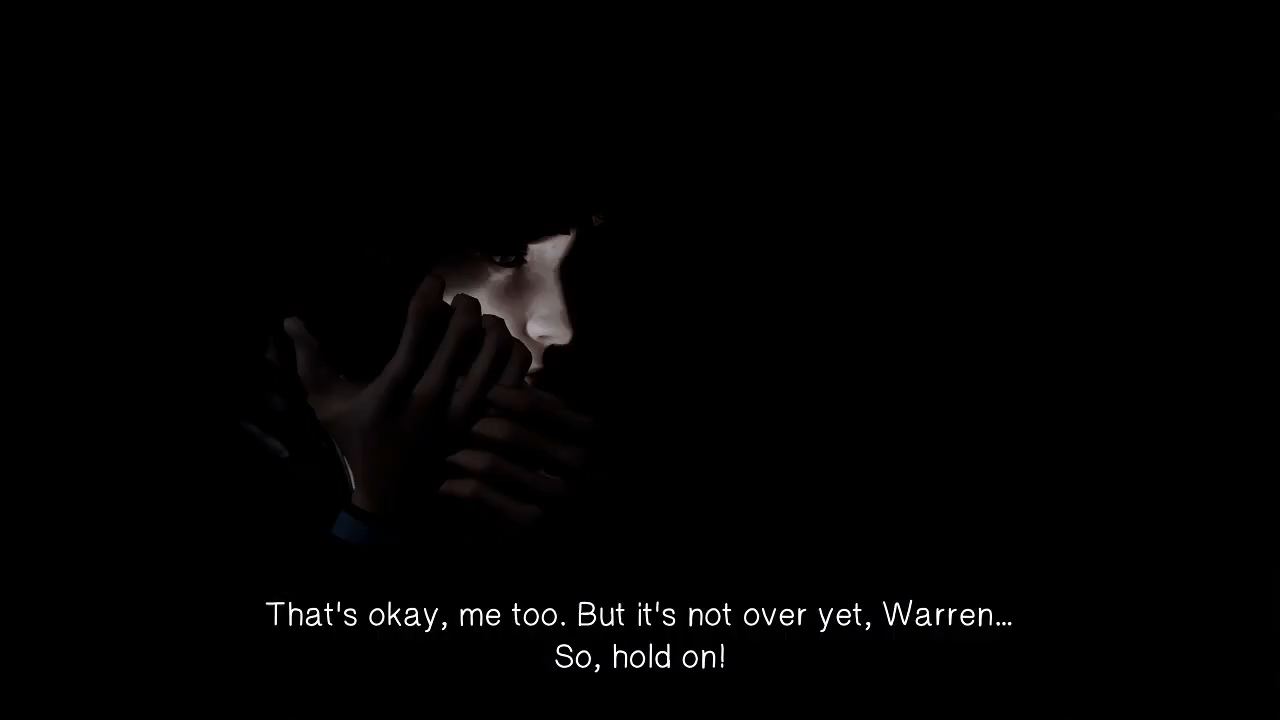 That's okay, me too. But it's not over yet, Warren...
So, hold on!